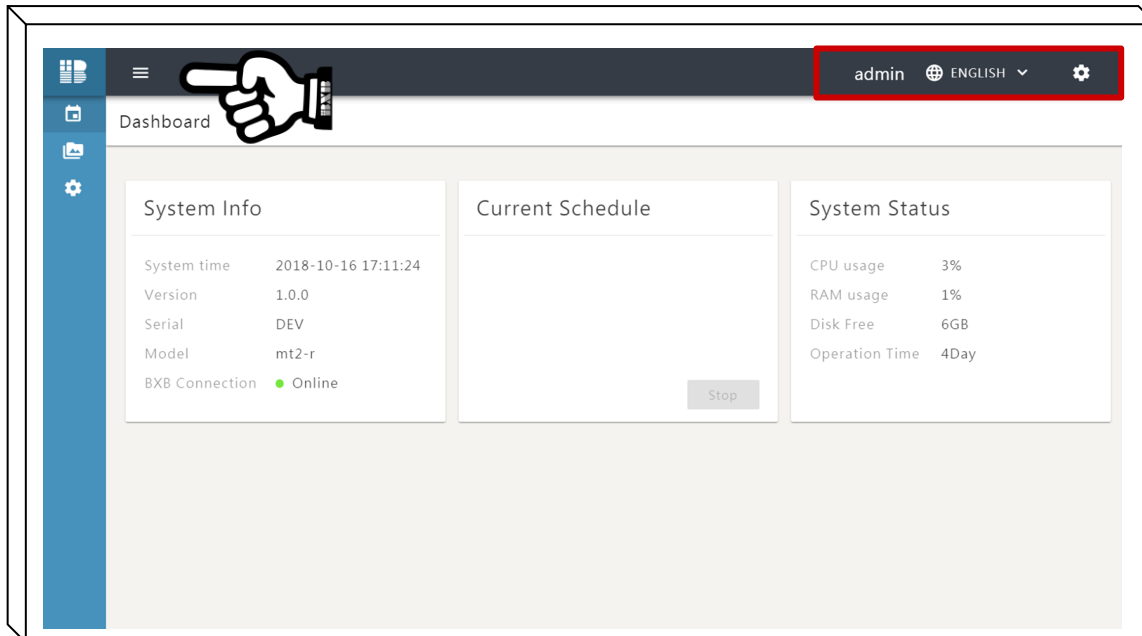 admin ENGLISH
Dashboard
System Info
System time 2018-10-16 17:11:24
Version 1.0.0
Serial DEV
Model mt2-r
BXB Connection Online
Current Schedule
Stop
System Status
CPU usage 3%
RAM usage 1%
Disk Free 6GB
Operation Time 4Day